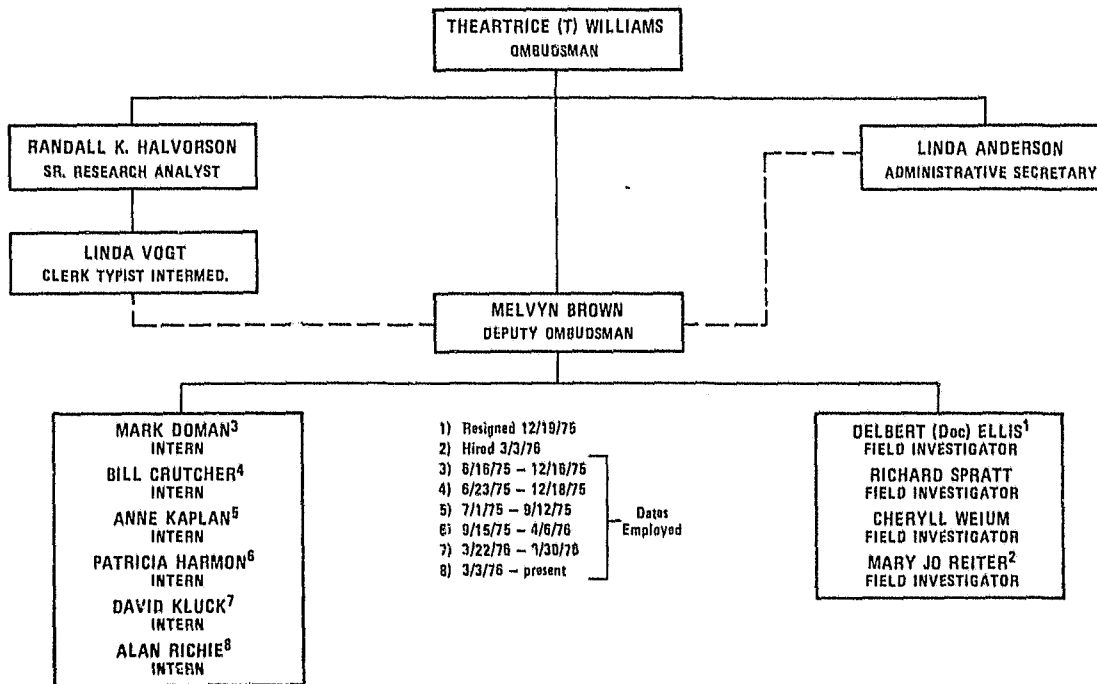 THEARTRICE (T) WILLIAMS
OMBUDSMAN
RANDALL K. HALVORSON
SR. RESEARCH ANALYST
LINDA ANDERSON
ADMINISTRATIVE SECRETARY
LINDA VOGT
CLERK TYPIST INTERMED.
MELVYN BROWN
DEPUTY OMBUDSMAN
MARK DOMAN³
INTERN
BILL CRUTCHER⁴
INTERN
ANNE KAPLAN⁵
INTERN
PATRICIA HARMON⁶
INTERN
DAVID KLUCK⁷
INTERN
ALAN RICHIE⁸
INTERN
1) Resigned 12/19/75
2) Hired 3/3/76
3) 6/16/75 – 12/16/75
4) 6/23/75 – 12/18/75
5) 7/1/75 – 9/12/75
6) 9/15/75 – 4/6/76
7) 3/22/76 –
8) 3/3/76 – present
Dates
Employed
DELBERT (Doc) ELLIS¹
FIELD INVESTIGATOR
RICHARD SPRATT
FIELD INVESTIGATOR
CHERYLL WEIUM
FIELD INVESTIGATOR
MARY JO REITER²
FIELD INVESTIGATOR